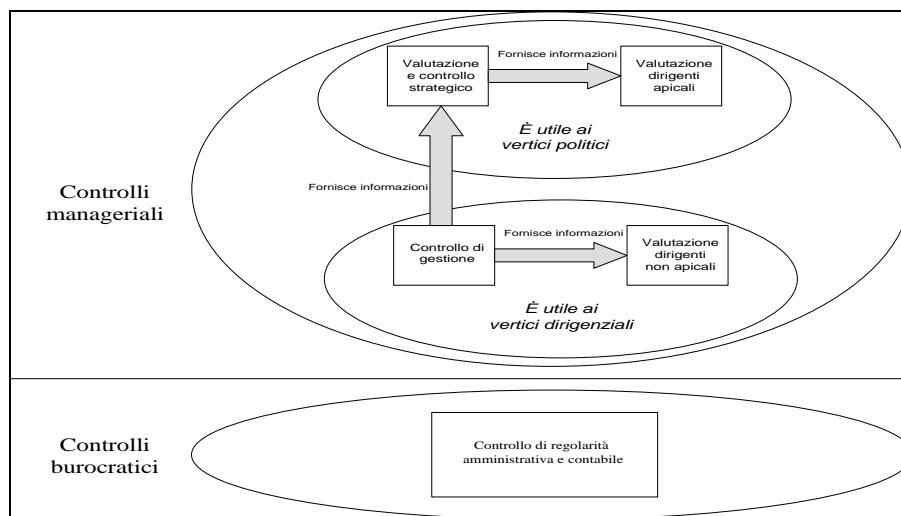 Fornisce informazioni
Valutazione
e controllo
strategico
Valutazione
dirigenti
apicali
È utile ai
vertici politici
Controlli
manageriali
Fornisce informazioni
Fornisce informazioni
Controllo di
gestione
Valutazione
dirigenti
non apicali
È utile ai
vertici dirigenziali
Controlli
burocratici
Controllo di regolarità
amministrativa e contabile